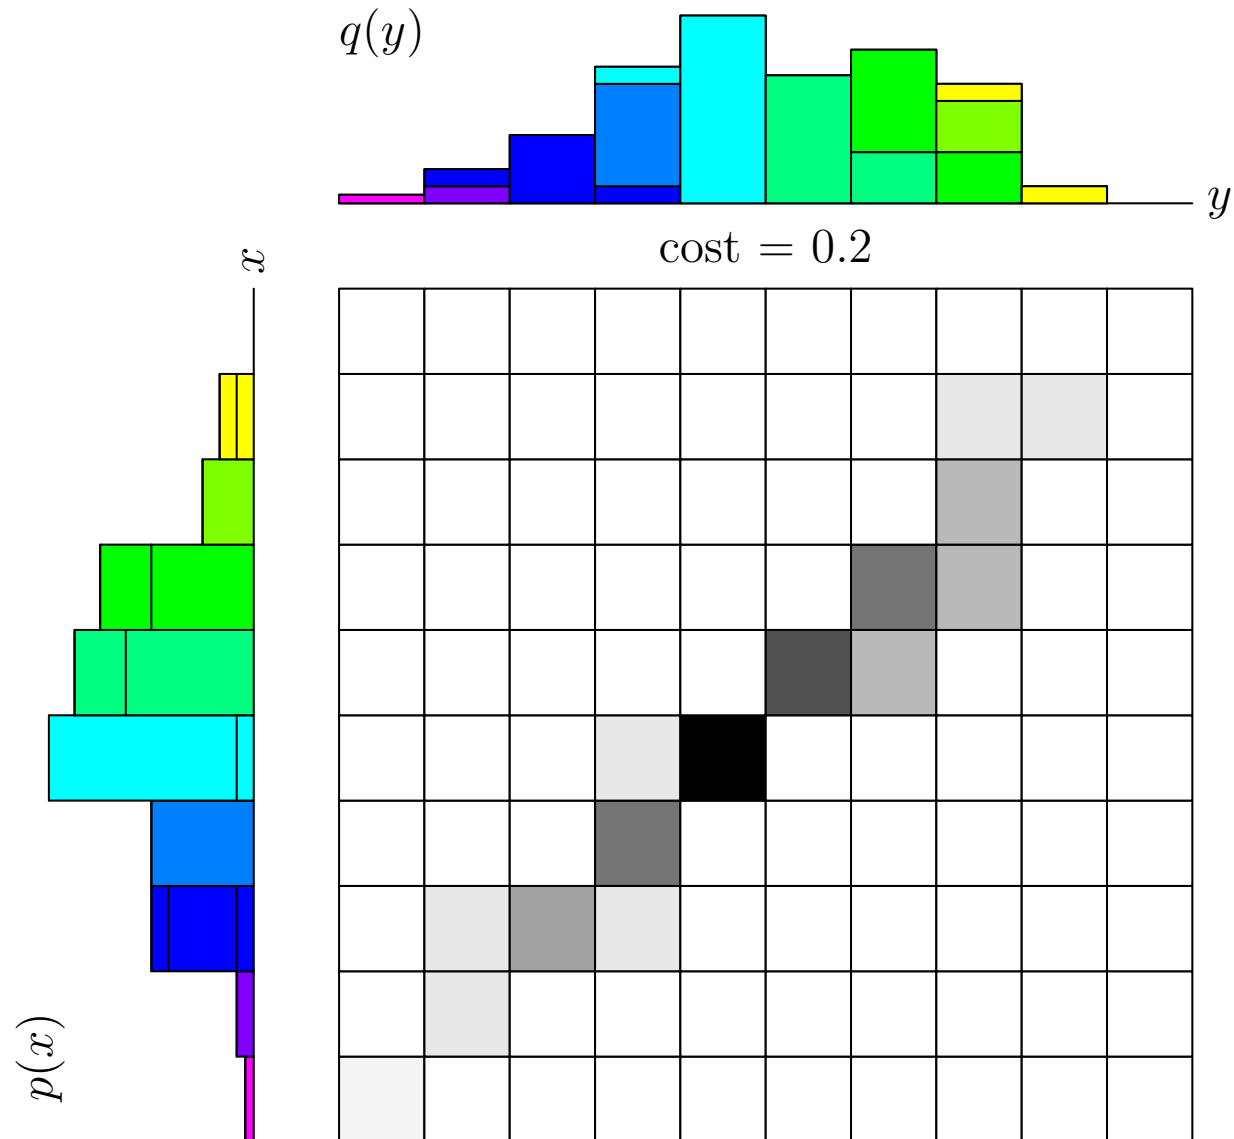 q(y)
y
cost = 0.2
x
p(x)